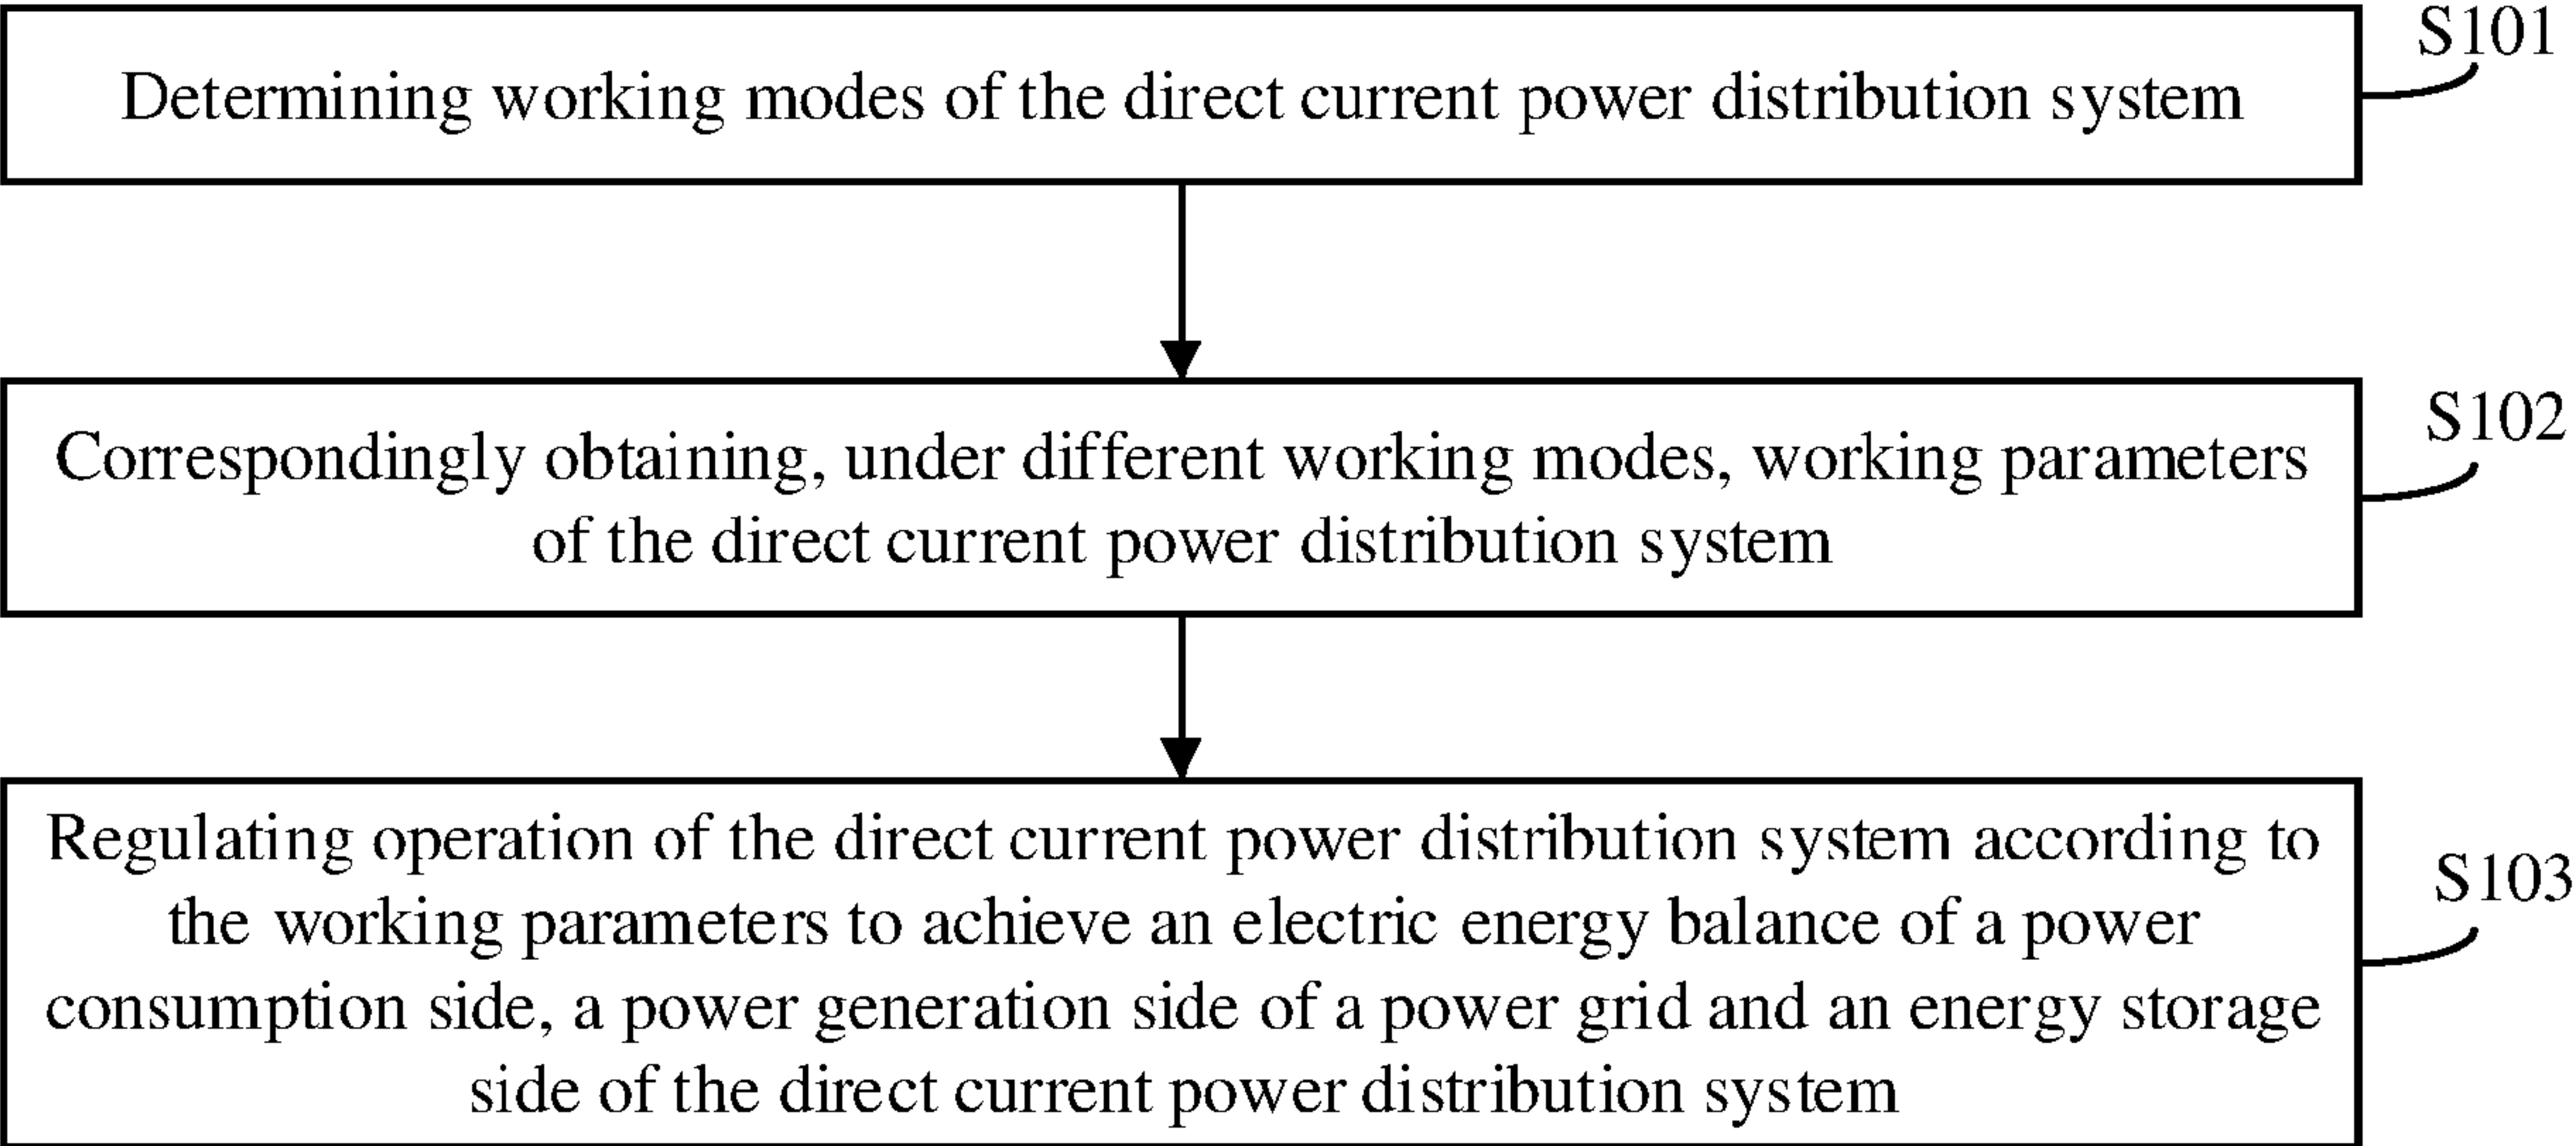 S101
Determining working modes of the direct current power distribution system
S102
Correspondingly obtaining, under different working modes, working parameters
of the direct current power distribution system
S103
Regulating operation of the direct current power distribution system according to
the working parameters to achieve an electric energy balance of a power
consumption side, a power generation side of a power grid and an energy storage
side of the direct current power distribution system